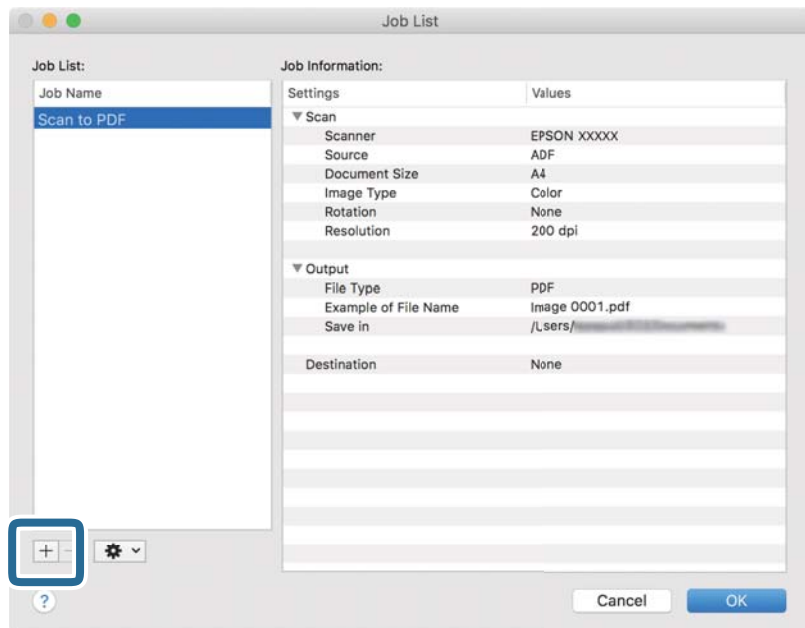 Job List
Job List:
Job Name
Scan to PDF
Job Information:
Settings Values
Scan
Scanner EPSON XXXXX
Source ADF
Document Size A4
Image Type Color
Rotation None
Resolution 200 dpi
Output
File Type PDF
Example of File Name Image 0001.pdf
Save in /Users/
Destination None
+ -
? Cancel OK